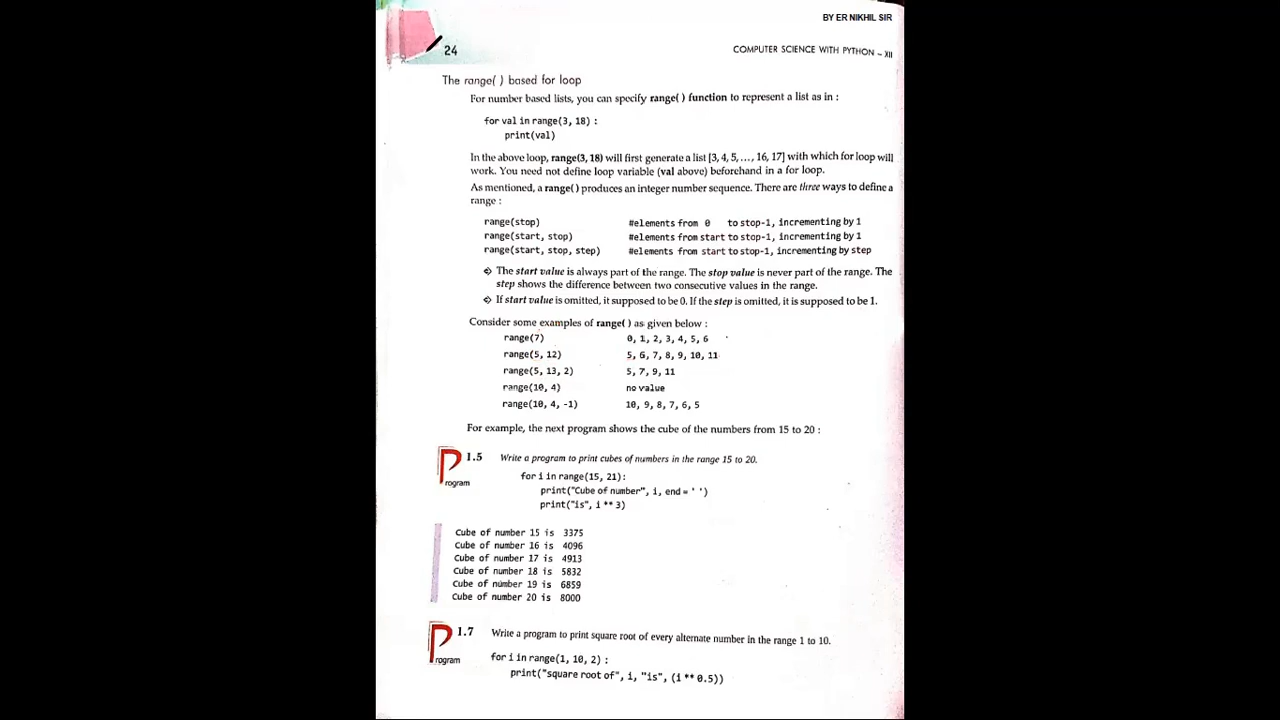 BY ER NIKHIL SIR
24
COMPUTER SCIENCE WITH PYTHON – XII
The range( ) based for loop
For number based lists, you can specify range( ) function to represent a list as in :
for val in range(3, 18) :
print(val)
In the above loop, range(3, 18) will first generate a list [3, 4, 5, ..., 16, 17] with which for loop will
work. You need not define loop variable (val above) beforehand in a for loop.
As mentioned, a range( ) produces an integer number sequence. There are three ways to define a
range :
range(stop) #elements from 0 to stop-1, incrementing by 1
range(start, stop) #elements from start to stop-1, incrementing by 1
range(start, stop, step) #elements from start to stop-1, incrementing by step
➪ The start value is always part of the range. The stop value is never part of the range. The
step shows the difference between two consecutive values in the range.
➪ If start value is omitted, it supposed to be 0. If the step is omitted, it is supposed to be 1.
Consider some examples of range( ) as given below :
range(7) 0, 1, 2, 3, 4, 5, 6
range(5, 12) 5, 6, 7, 8, 9, 10, 11
range(5, 13, 2) 5, 7, 9, 11
range(10, 4) no value
range(10, 4, -1) 10, 9, 8, 7, 6, 5
For example, the next program shows the cube of the numbers from 15 to 20 :
Program 1.5 Write a program to print cubes of numbers in the range 15 to 20.
for i in range(15, 21):
print("Cube of number", i, end = ' ')
print("is", i ** 3)
Cube of number 15 is 3375
Cube of number 16 is 4096
Cube of number 17 is 4913
Cube of number 18 is 5832
Cube of number 19 is 6859
Cube of number 20 is 8000
Program 1.7 Write a program to print square root of every alternate number in the range 1 to 10.
for i in range(1, 10, 2) :
print("square root of", i, "is", (i ** 0.5))